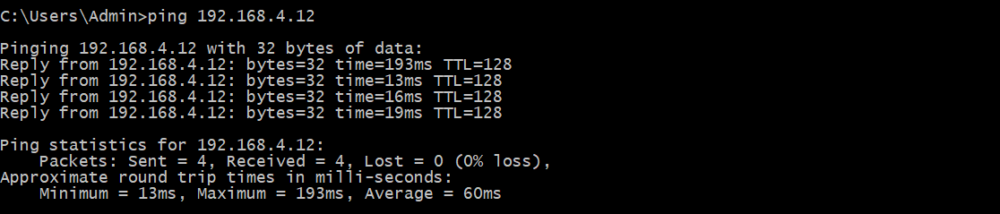 C:\Users\Admin>ping 192.168.4.12
Pinging 192.168.4.12 with 32 bytes of data:
Reply from 192.168.4.12: bytes=32 time=193ms TTL=128
Reply from 192.168.4.12: bytes=32 time=13ms TTL=128
Reply from 192.168.4.12: bytes=32 time=16ms TTL=128
Reply from 192.168.4.12: bytes=32 time=19ms TTL=128
Ping statistics for 192.168.4.12:
    Packets: Sent = 4, Received = 4, Lost = 0 (0% loss),
Approximate round trip times in milli-seconds:
    Minimum = 13ms, Maximum = 193ms, Average = 60ms